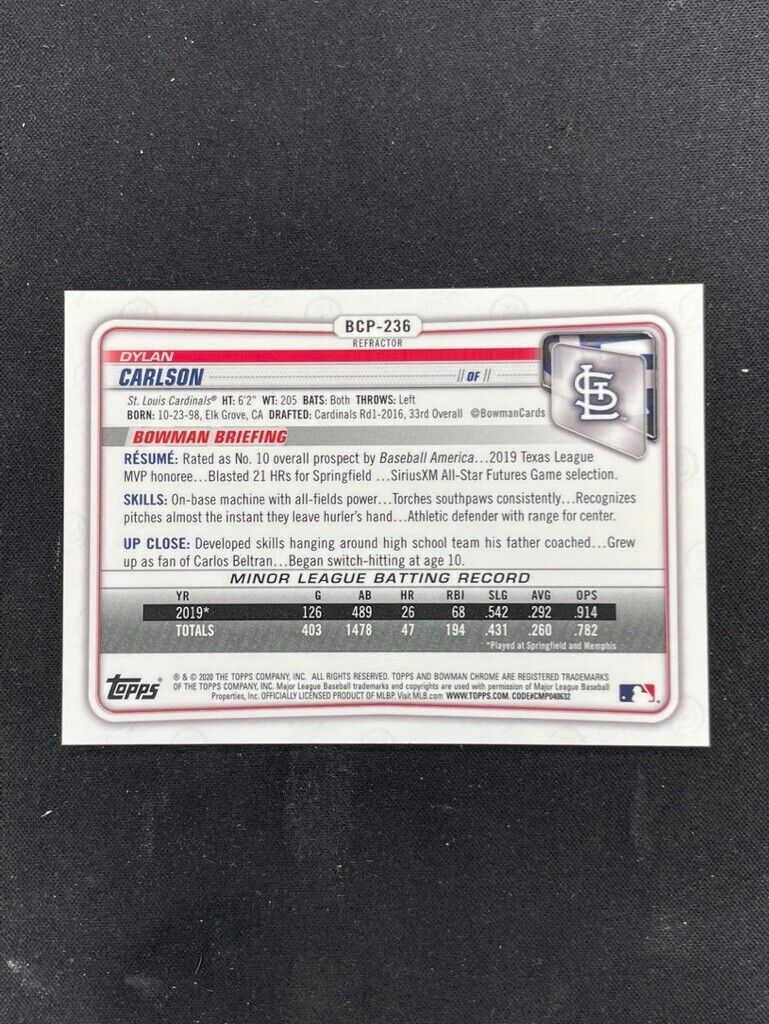 BCP-236
REFRACTOR
DYLAN
CARLSON // OF //
St. Louis Cardinals® HT: 6'2" WT: 205 BATS: Both THROWS: Left
BORN: 10-23-98, Elk Grove, CA DRAFTED: Cardinals Rd1-2016, 33rd Overall @BowmanCards
BOWMAN BRIEFING
RÉSUMÉ: Rated as No. 10 overall prospect by Baseball America...2019 Texas League
MVP honoree...Blasted 21 HRs for Springfield ...SiriusXM All-Star Futures Game selection.
SKILLS: On-base machine with all-fields power...Torches southpaws consistently...Recognizes
pitches almost the instant they leave hurler's hand...Athletic defender with range for center.
UP CLOSE: Developed skills hanging around high school team his father coached...Grew
up as fan of Carlos Beltran...Began switch-hitting at age 10.
MINOR LEAGUE BATTING RECORD
YR G AB HR RBI SLG AVG OPS
2019* 126 489 26 68 .542 .292 .914
TOTALS 403 1478 47 194 .431 .260 .782
*Played at Springfield and Memphis
Topps® ® & © 2020 THE TOPPS COMPANY, INC. ALL RIGHTS RESERVED. TOPPS AND BOWMAN CHROME ARE REGISTERED TRADEMARKS
OF THE TOPPS COMPANY, INC. Major League Baseball trademarks and copyrights are used with permission of Major League Baseball
Properties, Inc. OFFICIALLY LICENSED PRODUCT OF MLBP. Visit MLB.com WWW.TOPPS.COM. CODE#CMP040632